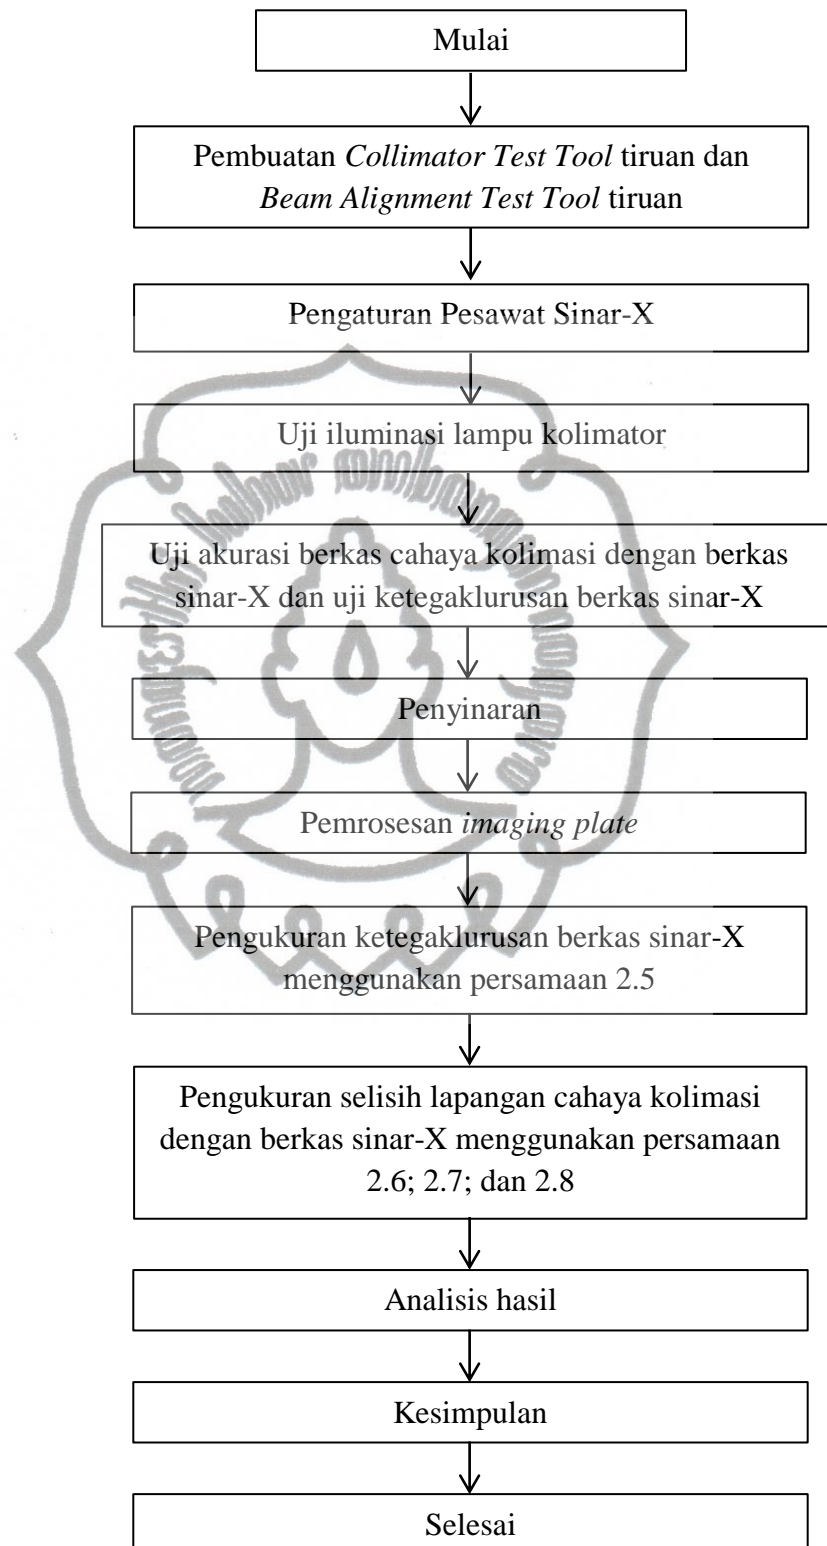 Mulai
Pembuatan Collimator Test Tool tiruan dan
Beam Alignment Test Tool tiruan
Pengaturan Pesawat Sinar-X
Uji iluminasi lampu kolimator
Uji akurasi berkas cahaya kolimasi dengan berkas
sinar-X dan uji ketegaklurusan berkas sinar-X
Penyinaran
Pemrosesan imaging plate
Pengukuran ketegaklurusan berkas sinar-X
menggunakan persamaan 2.5
Pengukuran selisih lapangan cahaya kolimasi
dengan berkas sinar-X menggunakan persamaan
2.6; 2.7; dan 2.8
Analisis hasil
Kesimpulan
Selesai